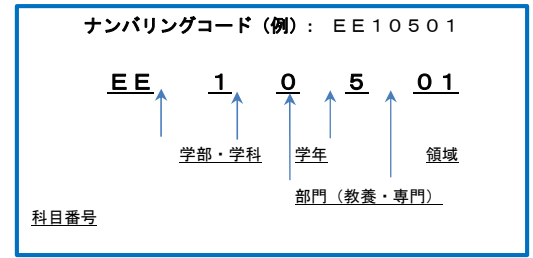 ナンバリングコード（例）： ＥＥ１０５０１
ＥＥ １ ０ ５ ０１
学部・学科 学年 領域
部門（教養・専門）
科目番号